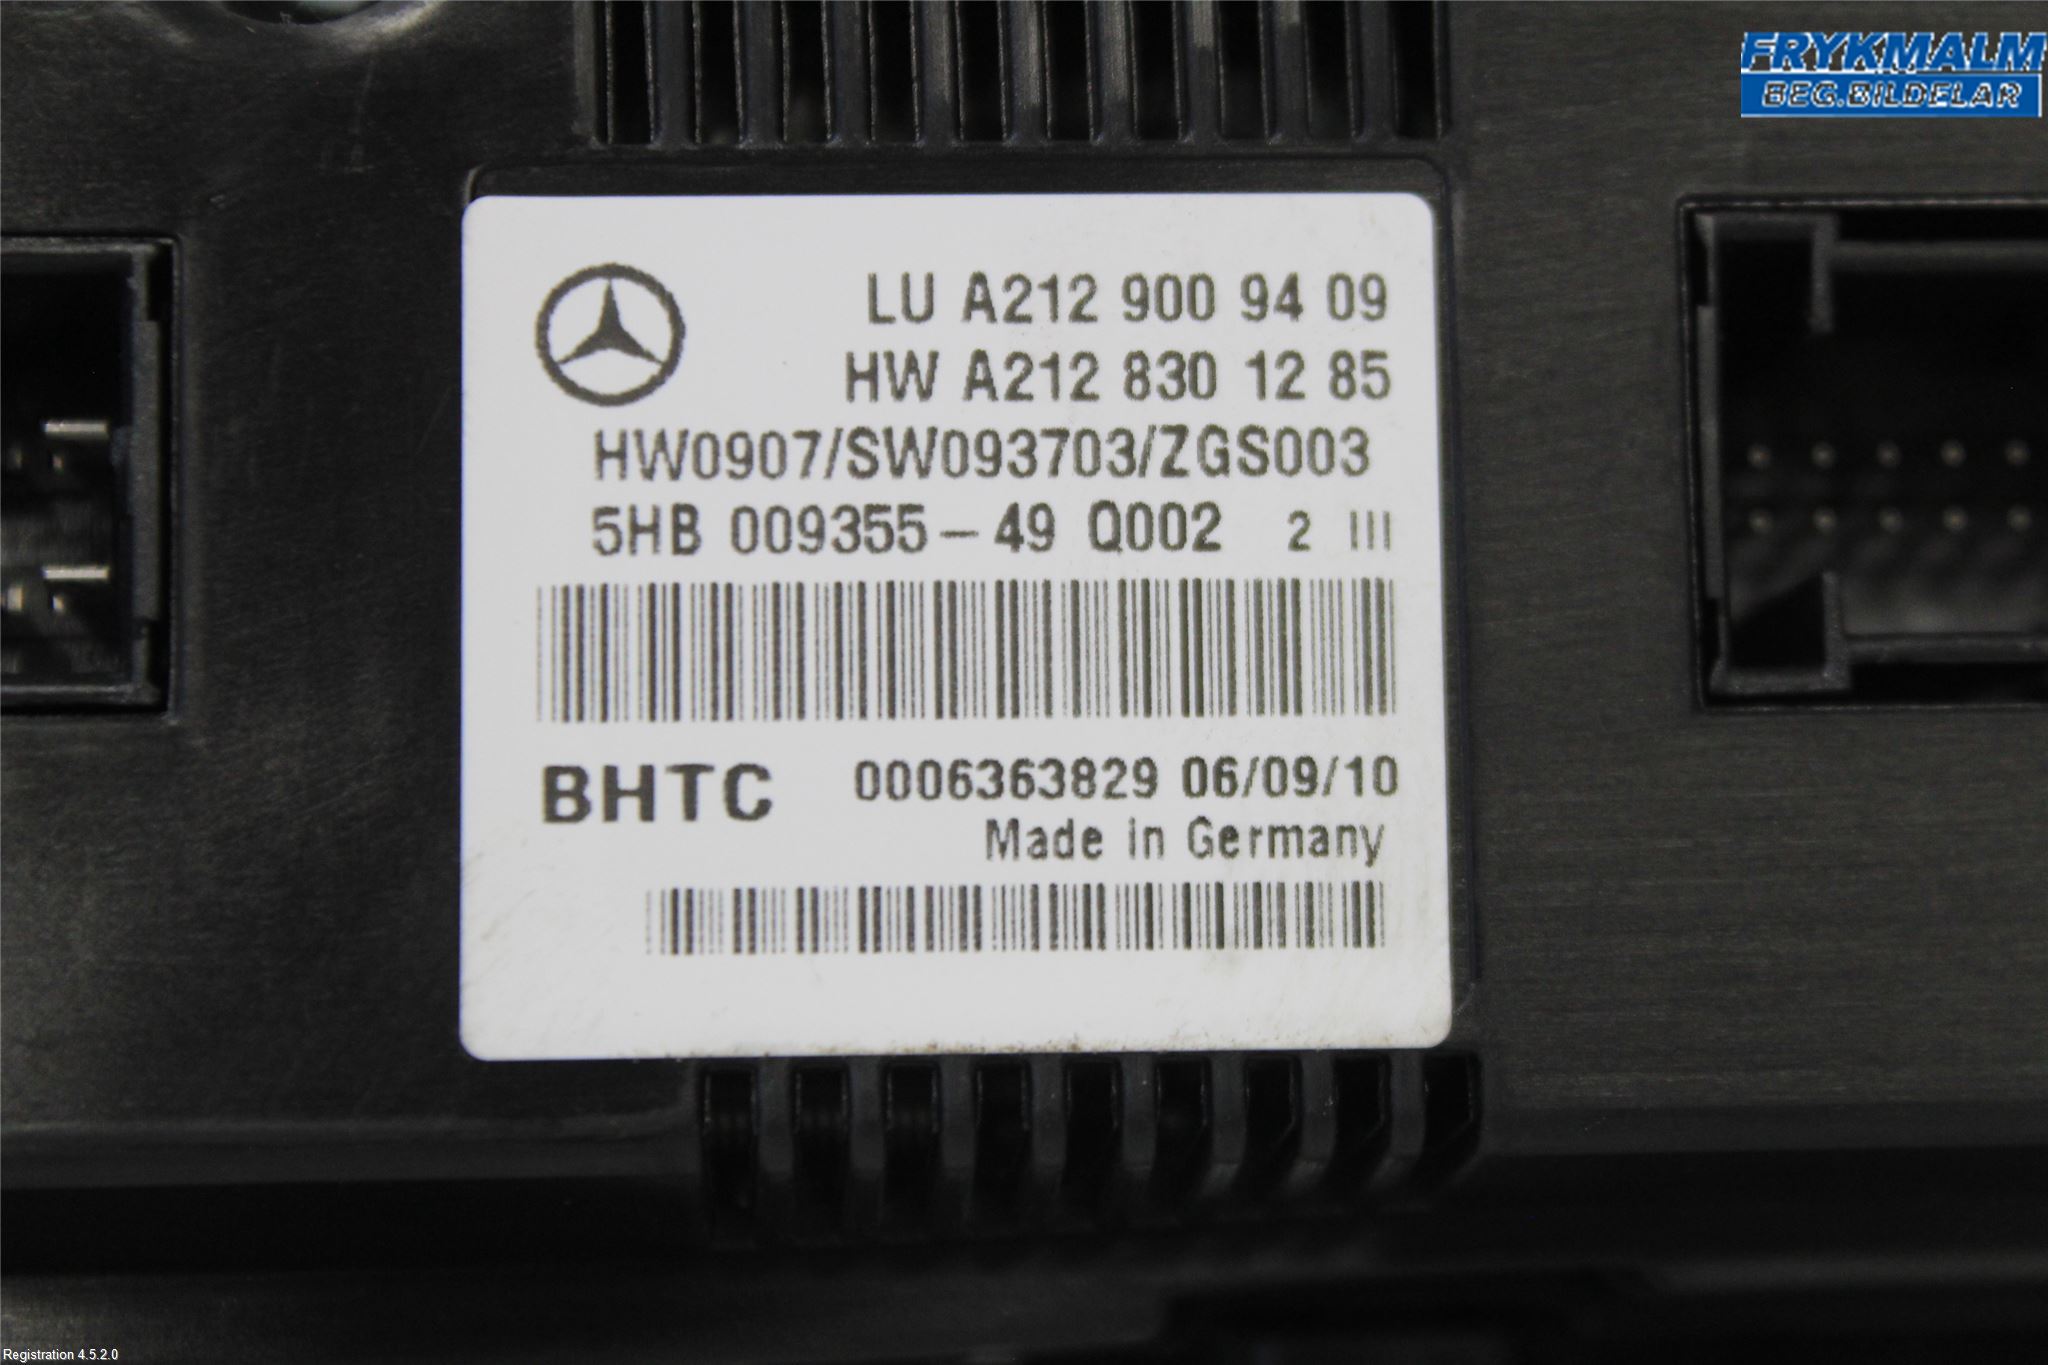 FRYKMALM
BEG.BILDELAR
LU A212 900 94 09
HW A212 830 12 85
HW0907/SW093703/ZGS003
5HB 009355-49 Q002 2 III
BHTC 0006363829 06/09/10
Made in Germany
Registration 4.5.2.0